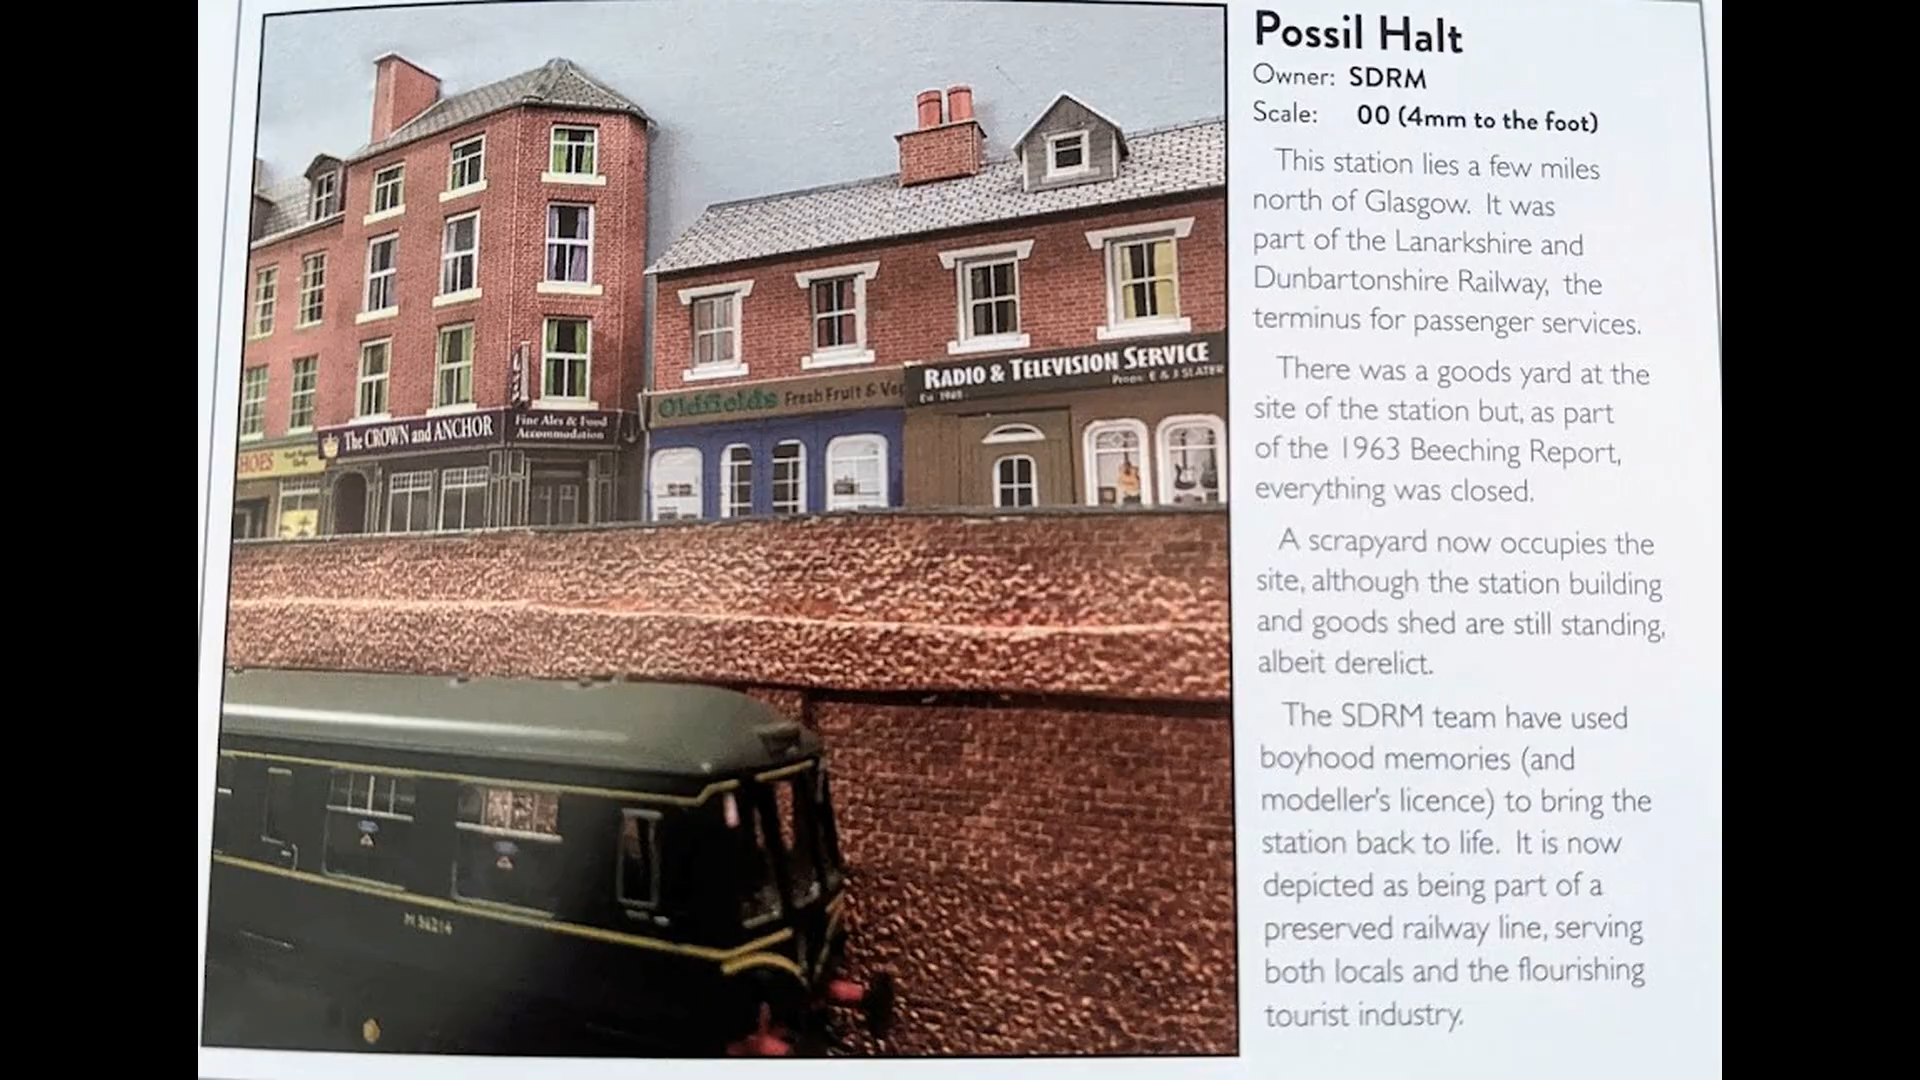 Possil Halt
Owner: SDRM
Scale: 00 (4mm to the foot)
This station lies a few miles
north of Glasgow. It was
part of the Lanarkshire and
Dunbartonshire Railway, the
terminus for passenger services.
There was a goods yard at the
site of the station but, as part
of the 1963 Beeching Report,
everything was closed.
A scrapyard now occupies the
site, although the station building
and goods shed are still standing,
albeit derelict.
The SDRM team have used
boyhood memories (and
modeller's licence) to bring the
station back to life. It is now
depicted as being part of a
preserved railway line, serving
both locals and the flourishing
tourist industry.
HOES
The CROWN and ANCHOR
Fine Ales & Food
Accommodation
Oldfields Fresh Fruit & Veg
RADIO & TELEVISION SERVICE
Props: E & J SLATER